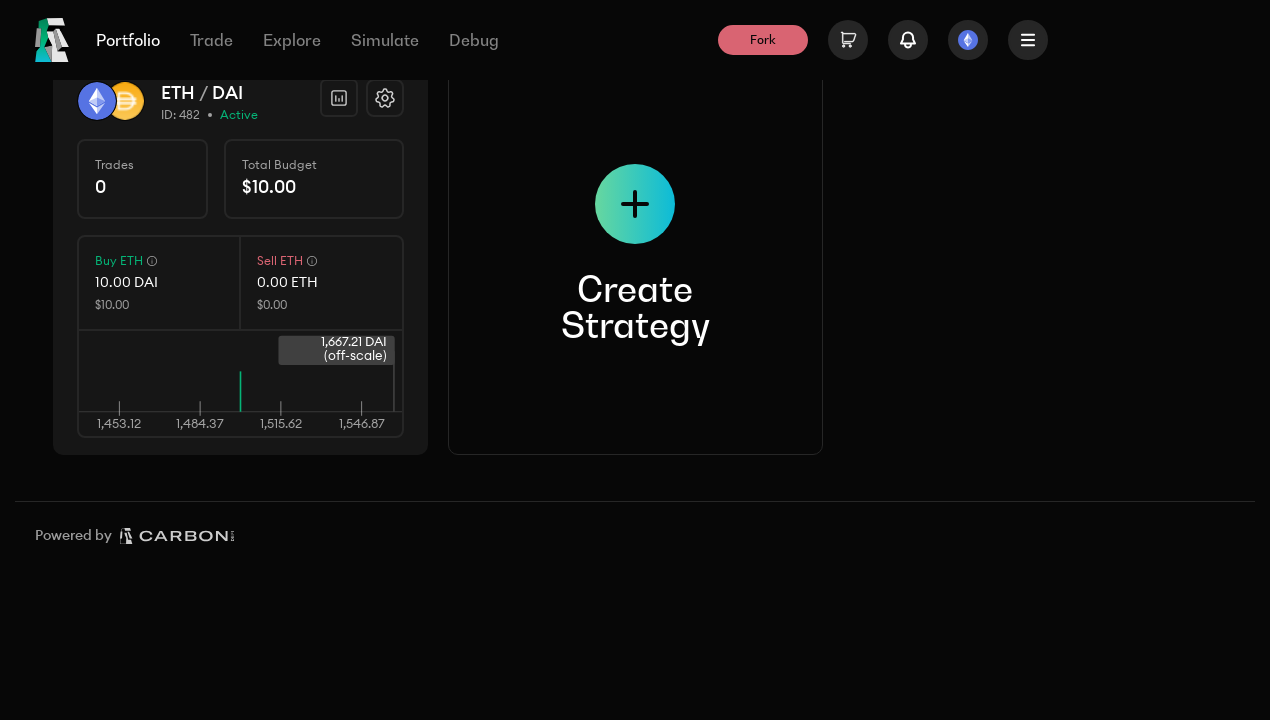 Portfolio
Trade
Explore
Simulate
Debug
Fork
ETH / DAI
ID: 482 • Active
Trades
0
Total Budget
$10.00
Buy ETH
10.00 DAI
$10.00
Sell ETH
0.00 ETH
$0.00
1,667.21 DAI
(off-scale)
1,453.12
1,484.37
1,515.62
1,546.87
Create
Strategy
Powered by CARBON